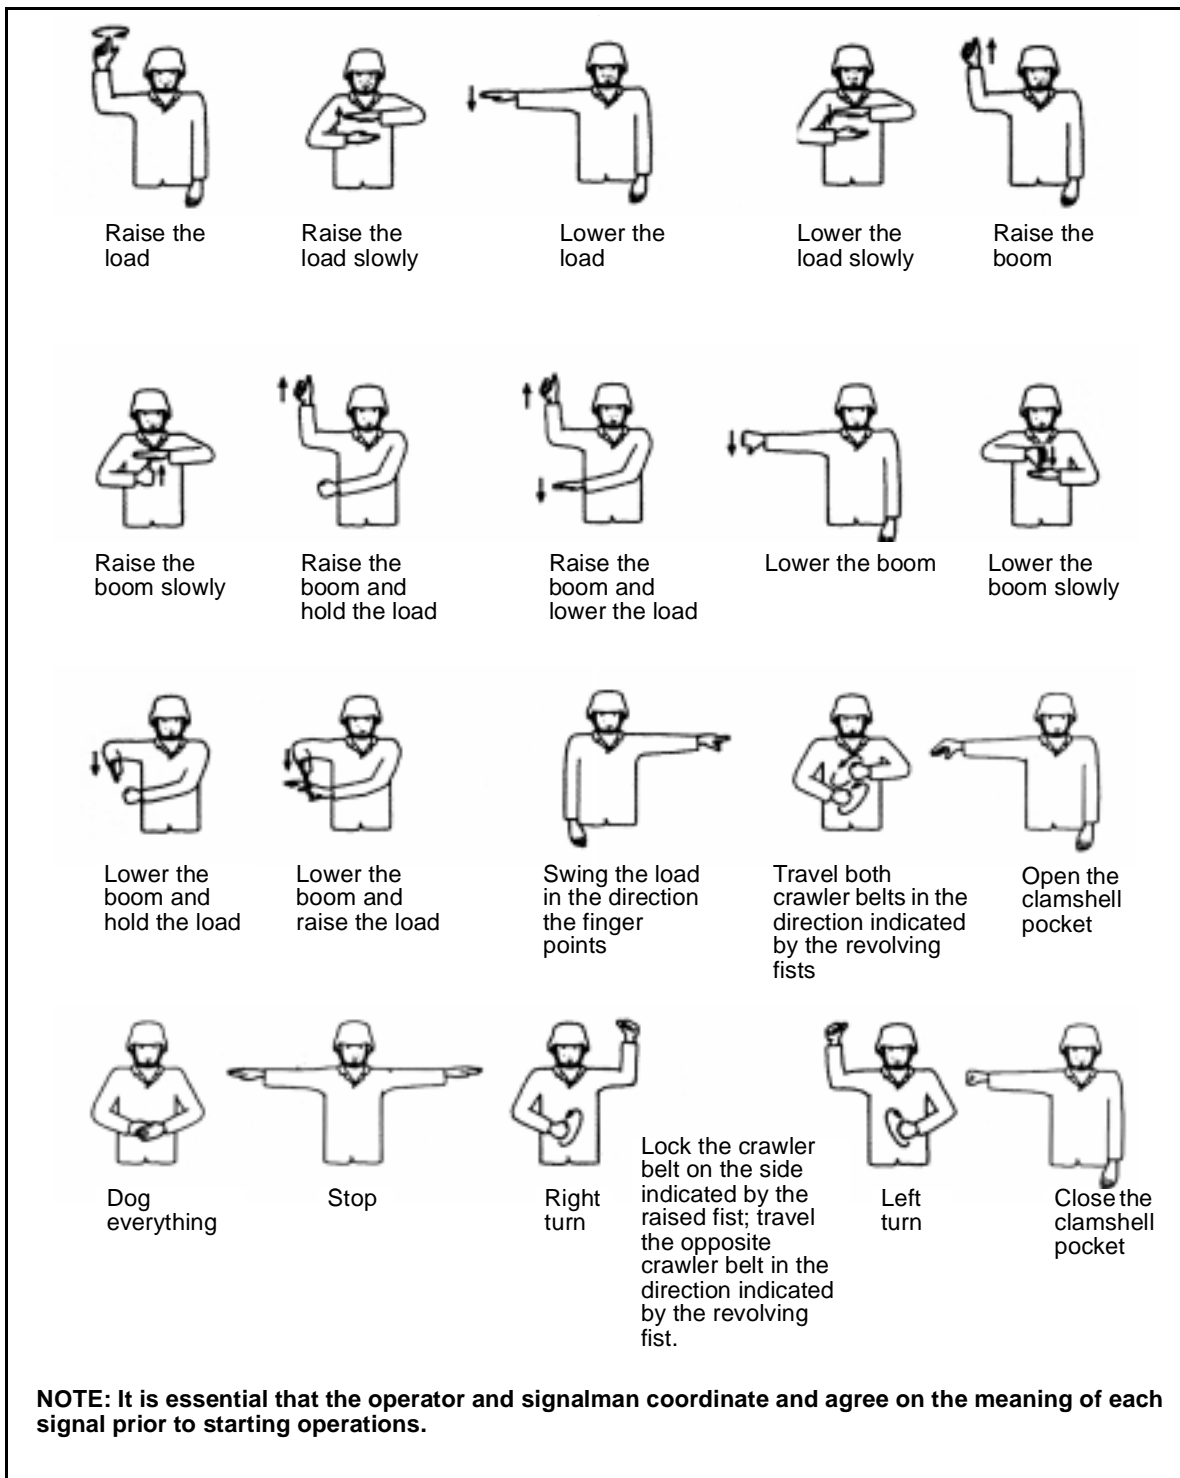 Raise the
load
Raise the
load slowly
Lower the
load
Lower the
load slowly
Raise the
boom
Raise the
boom slowly
Raise the
boom and
hold the load
Raise the
boom and
lower the load
Lower the boom
Lower the
boom slowly
Lower the
boom and
hold the load
Lower the
boom and
raise the load
Swing the load
in the direction
the finger
points
Travel both
crawler belts in the
direction indicated
by the revolving
fists
Open the
clamshell
pocket
Dog
everything
Stop
Right
turn
Lock the crawler
belt on the side
indicated by the
raised fist; travel
the opposite
crawler belt in the
direction indicated
by the revolving
fist.
Left
turn
Close the
clamshell
pocket
NOTE: It is essential that the operator and signalman coordinate and agree on the meaning of each
signal prior to starting operations.